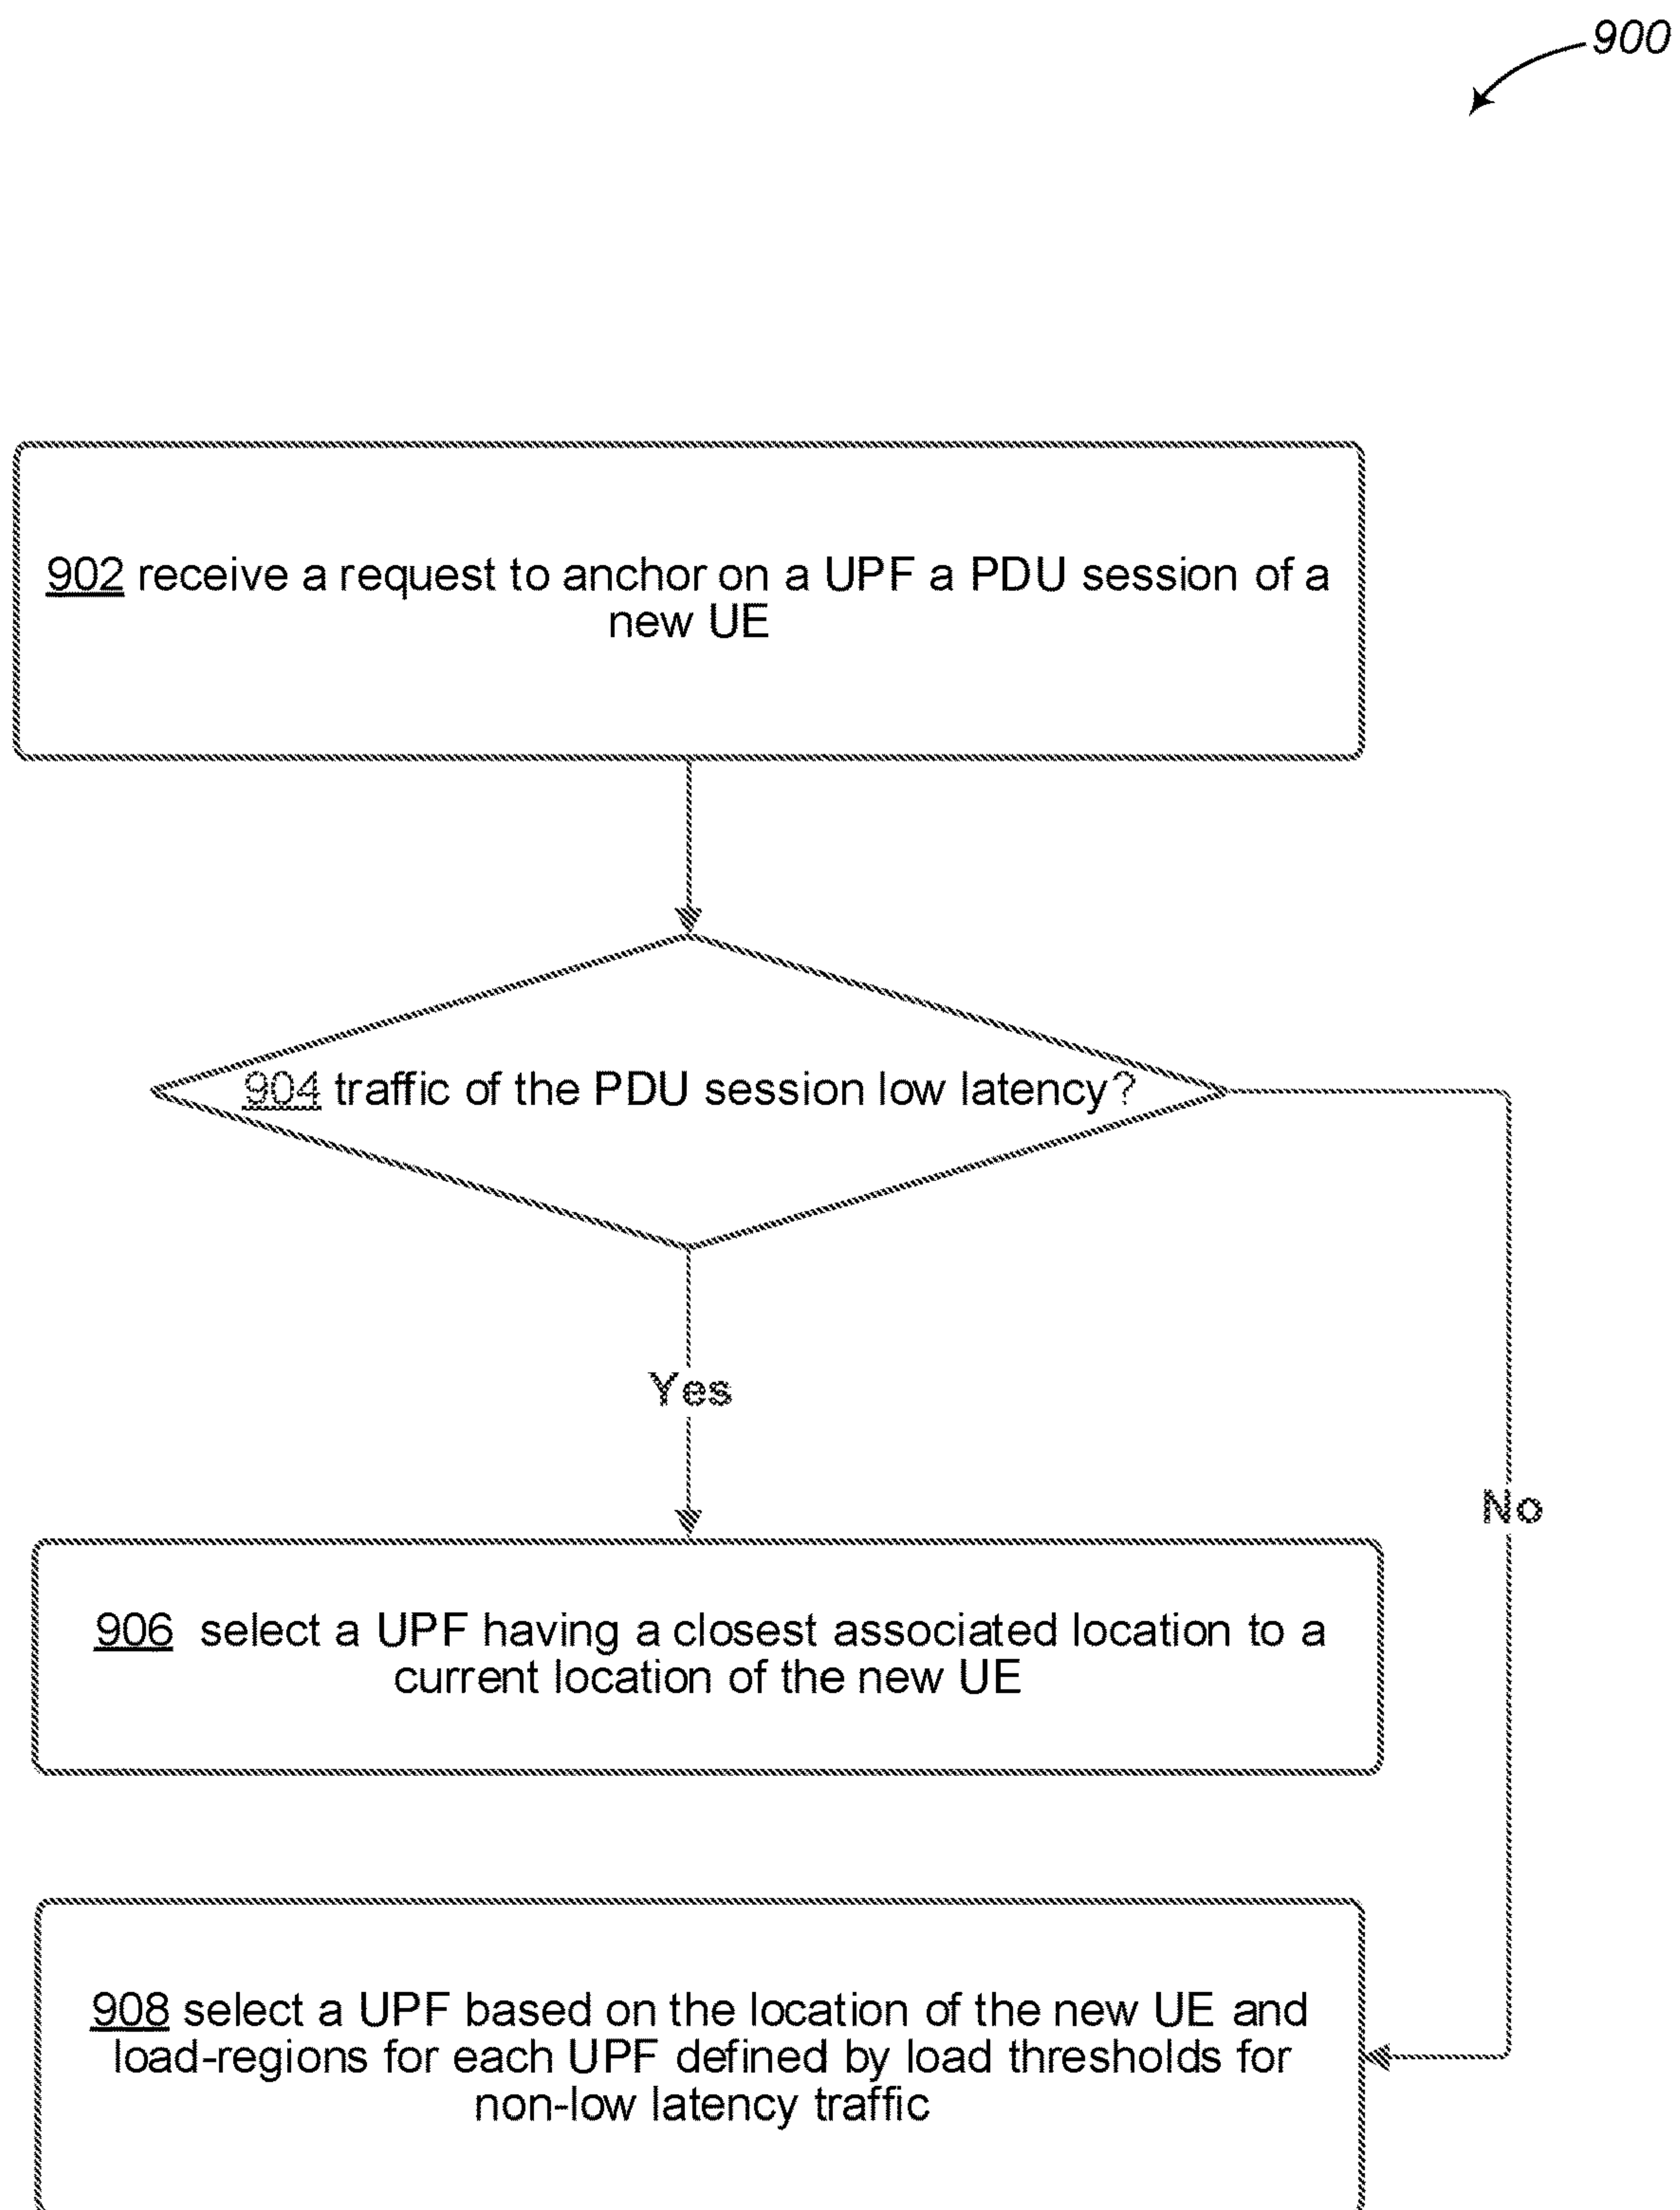 900
902 receive a request to anchor on a UPF a PDU session of a
new UE
904 traffic of the PDU session low latency?
Yes
No
906 select a UPF having a closest associated location to a
current location of the new UE
908 select a UPF based on the location of the new UE and
load-regions for each UPF defined by load thresholds for
non-low latency traffic